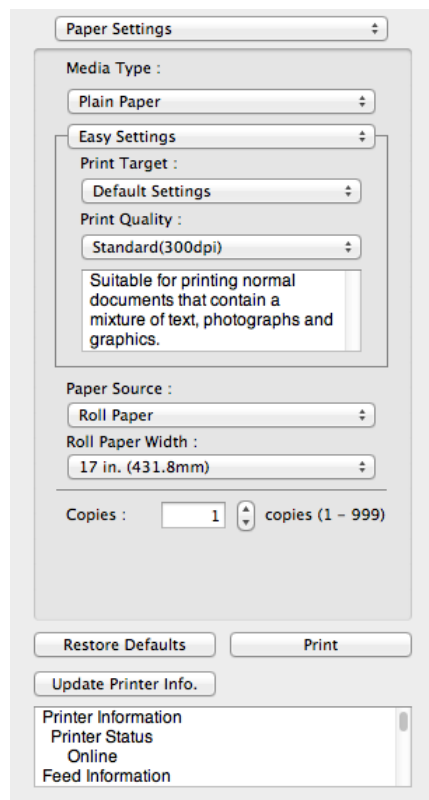 Paper Settings
Media Type :
Plain Paper
Easy Settings
Print Target :
Default Settings
Print Quality :
Standard(300dpi)
Suitable for printing normal
documents that contain a
mixture of text, photographs and
graphics.
Paper Source :
Roll Paper
Roll Paper Width :
17 in. (431.8mm)
Copies : 1 copies (1 – 999)
Restore Defaults Print
Update Printer Info.
Printer Information
Printer Status
Online
Feed Information